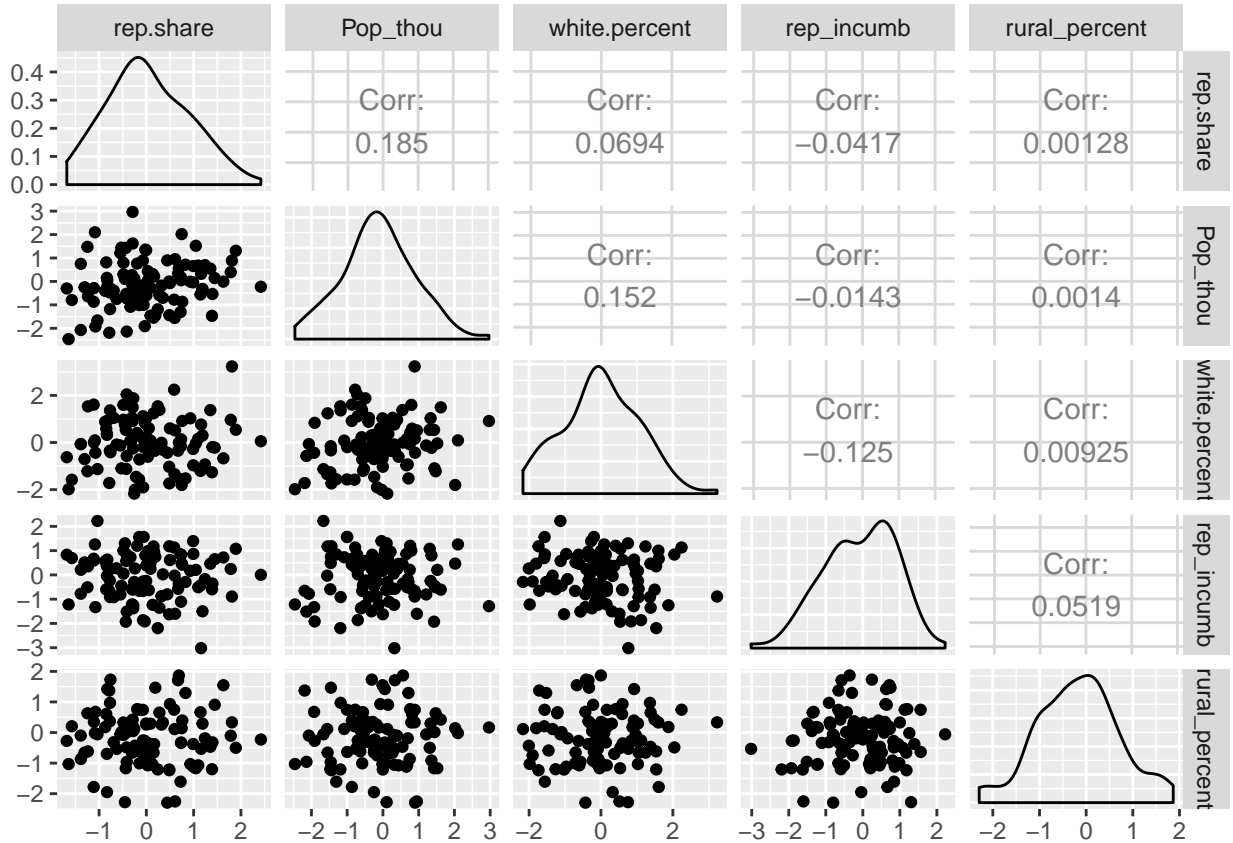 rep.share Pop_thou white.percent rep_incumb rural_percent
0.4
0.3
0.2
0.1
0.0
Corr:
0.185
Corr:
0.0694
Corr:
−0.0417
Corr:
0.00128
rep.share
3
2
1
0
−1
−2
Corr:
0.152
Corr:
−0.0143
Corr:
0.0014
Pop_thou
2
0
−2
Corr:
−0.125
Corr:
0.00925
white.percent
2
1
0
−1
−2
−3
Corr:
0.0519
rep_incumb
2
1
0
−1
−2
rural_percent
−1 0 1 2 −2 −1 0 1 2 3 −2 0 2 −3 −2 −1 0 1 2 −2 −1 0 1 2